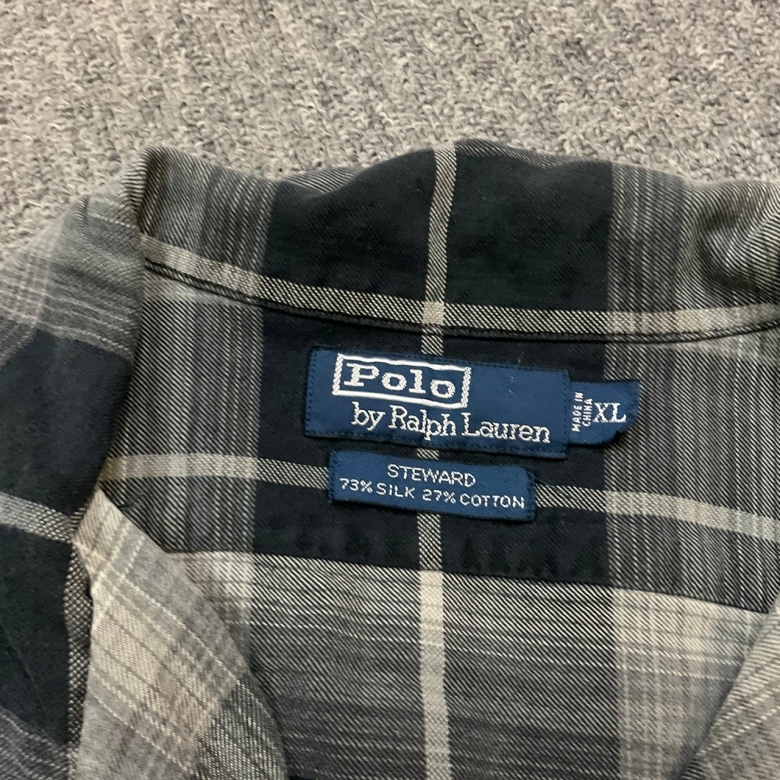 Polo
by Ralph Lauren
MADE IN
CHINA
XL
STEWARD
73% SILK 27% COTTON